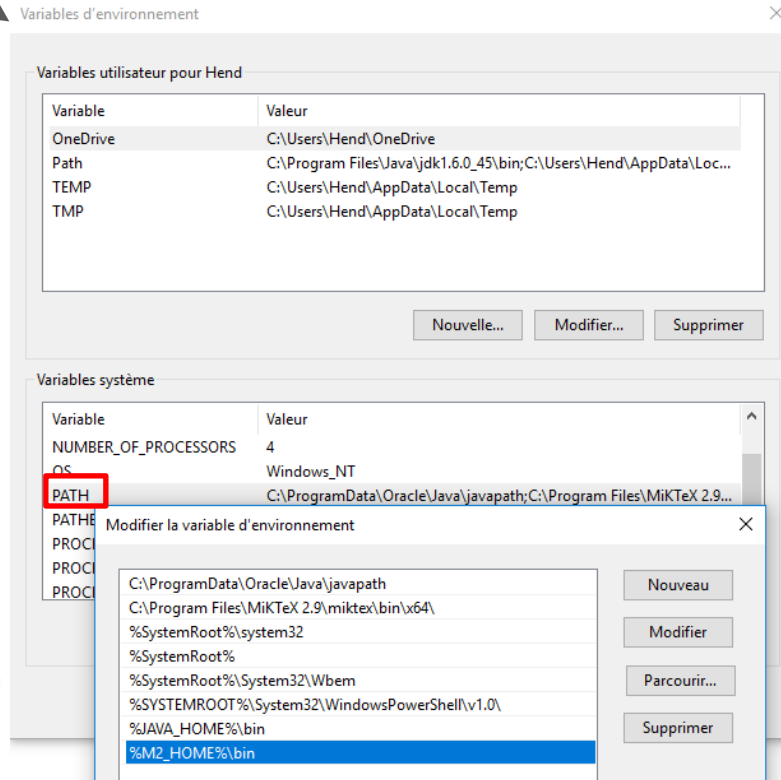 Variables d'environnement
Variables utilisateur pour Hend
Variable Valeur
OneDrive C:\Users\Hend\OneDrive
Path C:\Program Files\Java\jdk1.6.0_45\bin;C:\Users\Hend\AppData\Loc...
TEMP C:\Users\Hend\AppData\Local\Temp
TMP C:\Users\Hend\AppData\Local\Temp
Nouvelle... Modifier... Supprimer
Variables système
Variable Valeur
NUMBER_OF_PROCESSORS 4
OS Windows_NT
PATH C:\ProgramData\Oracle\Java\javapath;C:\Program Files\MiKTeX 2.9...
PATHE
Modifier la variable d'environnement
PROCI
PROCI
PROCI
C:\ProgramData\Oracle\Java\javapath Nouveau
C:\Program Files\MiKTeX 2.9\miktex\bin\x64\
%SystemRoot%\system32 Modifier
%SystemRoot%
%SystemRoot%\System32\Wbem Parcourir...
%SYSTEMROOT%\System32\WindowsPowerShell\v1.0\
%JAVA_HOME%\bin Supprimer
%M2_HOME%\bin